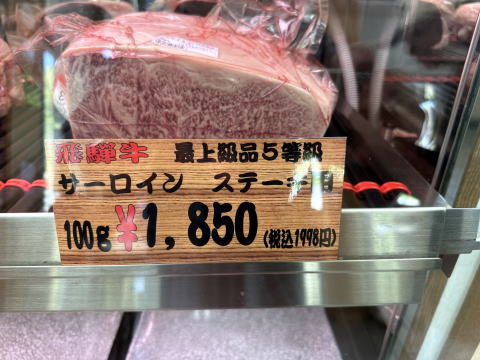 飛騨牛 最上級品5等級
サーロイン ステーキ用
100g ¥1,850 (税込1998円)